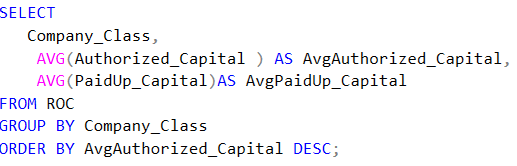 SELECT
Company_Class,
AVG(Authorized_Capital ) AS AvgAuthorized_Capital,
AVG(PaidUp_Capital)AS AvgPaidUp_Capital
FROM ROC
GROUP BY Company_Class
ORDER BY AvgAuthorized_Capital DESC;